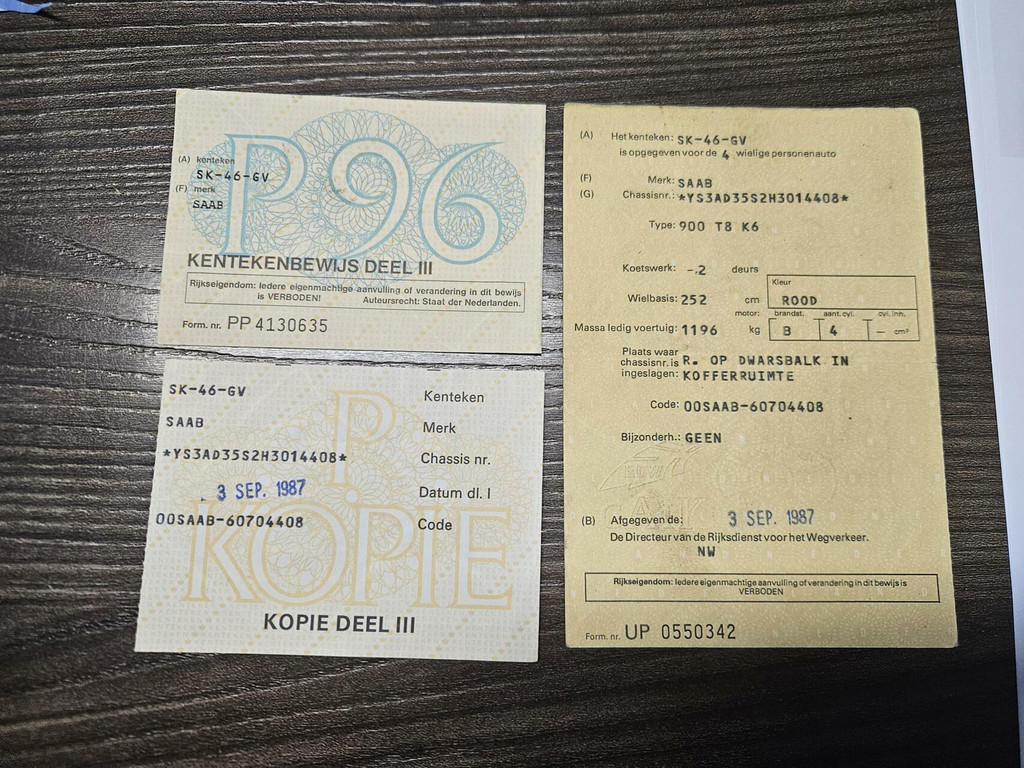 P96
(A) kenteken
SK-46-GV
(F) merk
SAAB
KENTEKENBEWIJS DEEL III
Rijkseigendom: Iedere eigenmachtige aanvulling of verandering in dit bewijs
is VERBODEN! Auteursrecht: Staat der Nederlanden.
Form. nr. PP 4130635
P
KOPIE
SK-46-GV Kenteken
SAAB Merk
*YS3AD35S2H3014408* Chassis nr.
3 SEP. 1987 Datum dl. I
00SAAB-60704408 Code
KOPIE DEEL III
(A) Het kenteken: SK-46-GV
is opgegeven voor de 4 wielige personenauto
(F) Merk: SAAB
(G) Chassisnr.: *YS3AD35S2H3014408*
Type: 900 T8 K6
Koetswerk: -.2 deurs
Kleur
Wielbasis: 252 cm ROOD
motor: brandst. aant. cyl. cyl. inh.
Massa ledig voertuig: 1196 kg B 4 — cm³
Plaats waar
chassisnr. is R. OP DWARSBALK IN
ingeslagen: KOFFERRUIMTE
Code: 00SAAB-60704408
Bijzonderh.: GEEN
(B) Afgegeven de: 3 SEP. 1987
De Directeur van de Rijksdienst voor het Wegverkeer.
NW
Rijkseigendom: Iedere eigenmachtige aanvulling of verandering in dit bewijs is
VERBODEN
Form. nr. UP 0550342